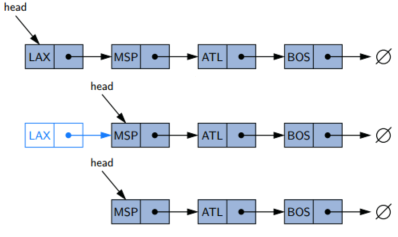 head
LAX MSP ATL BOS ∅
head
LAX MSP ATL BOS ∅
head
MSP ATL BOS ∅